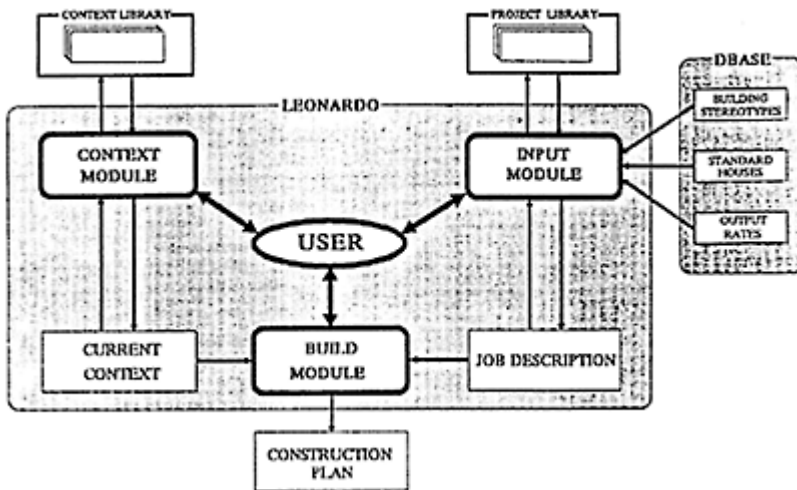 CONTEXT LIBRARY
PROJECT LIBRARY
DBASE
LEONARDO
BUILDING
STEREOTYPES
CONTEXT
MODULE
INPUT
MODULE
STANDARD
HOUSES
OUTPUT
RATES
USER
CURRENT
CONTEXT
BUILD
MODULE
JOB DESCRIPTION
CONSTRUCTION
PLAN